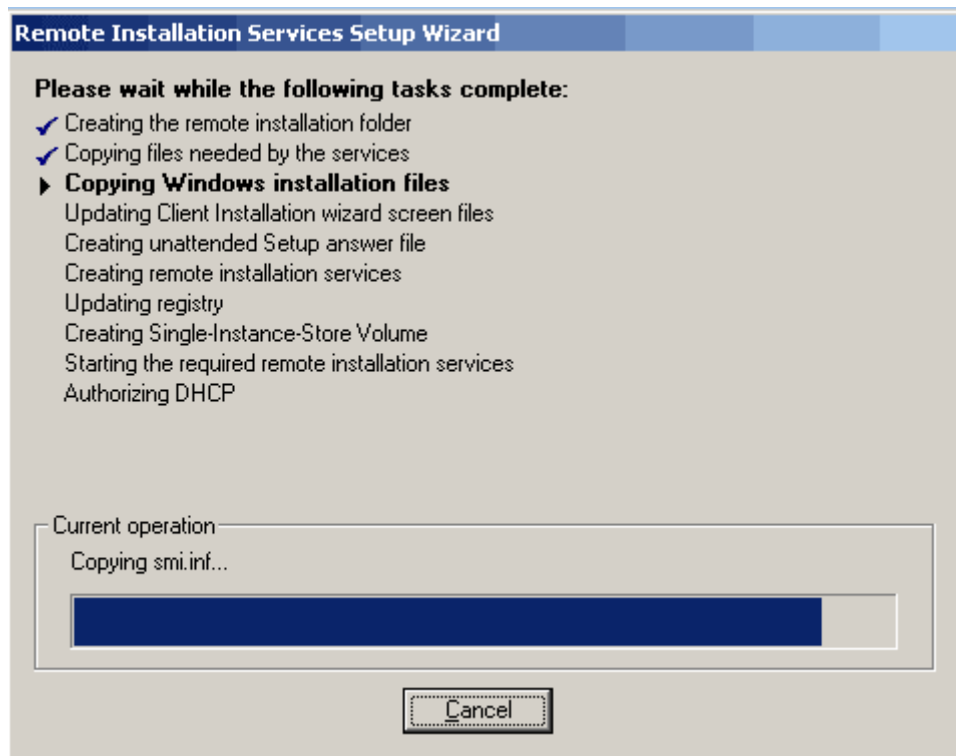 Remote Installation Services Setup Wizard
Please wait while the following tasks complete:
Creating the remote installation folder
Copying files needed by the services
Copying Windows installation files
Updating Client Installation wizard screen files
Creating unattended Setup answer file
Creating remote installation services
Updating registry
Creating Single-Instance-Store Volume
Starting the required remote installation services
Authorizing DHCP
Current operation
Copying smi.inf...
Cancel